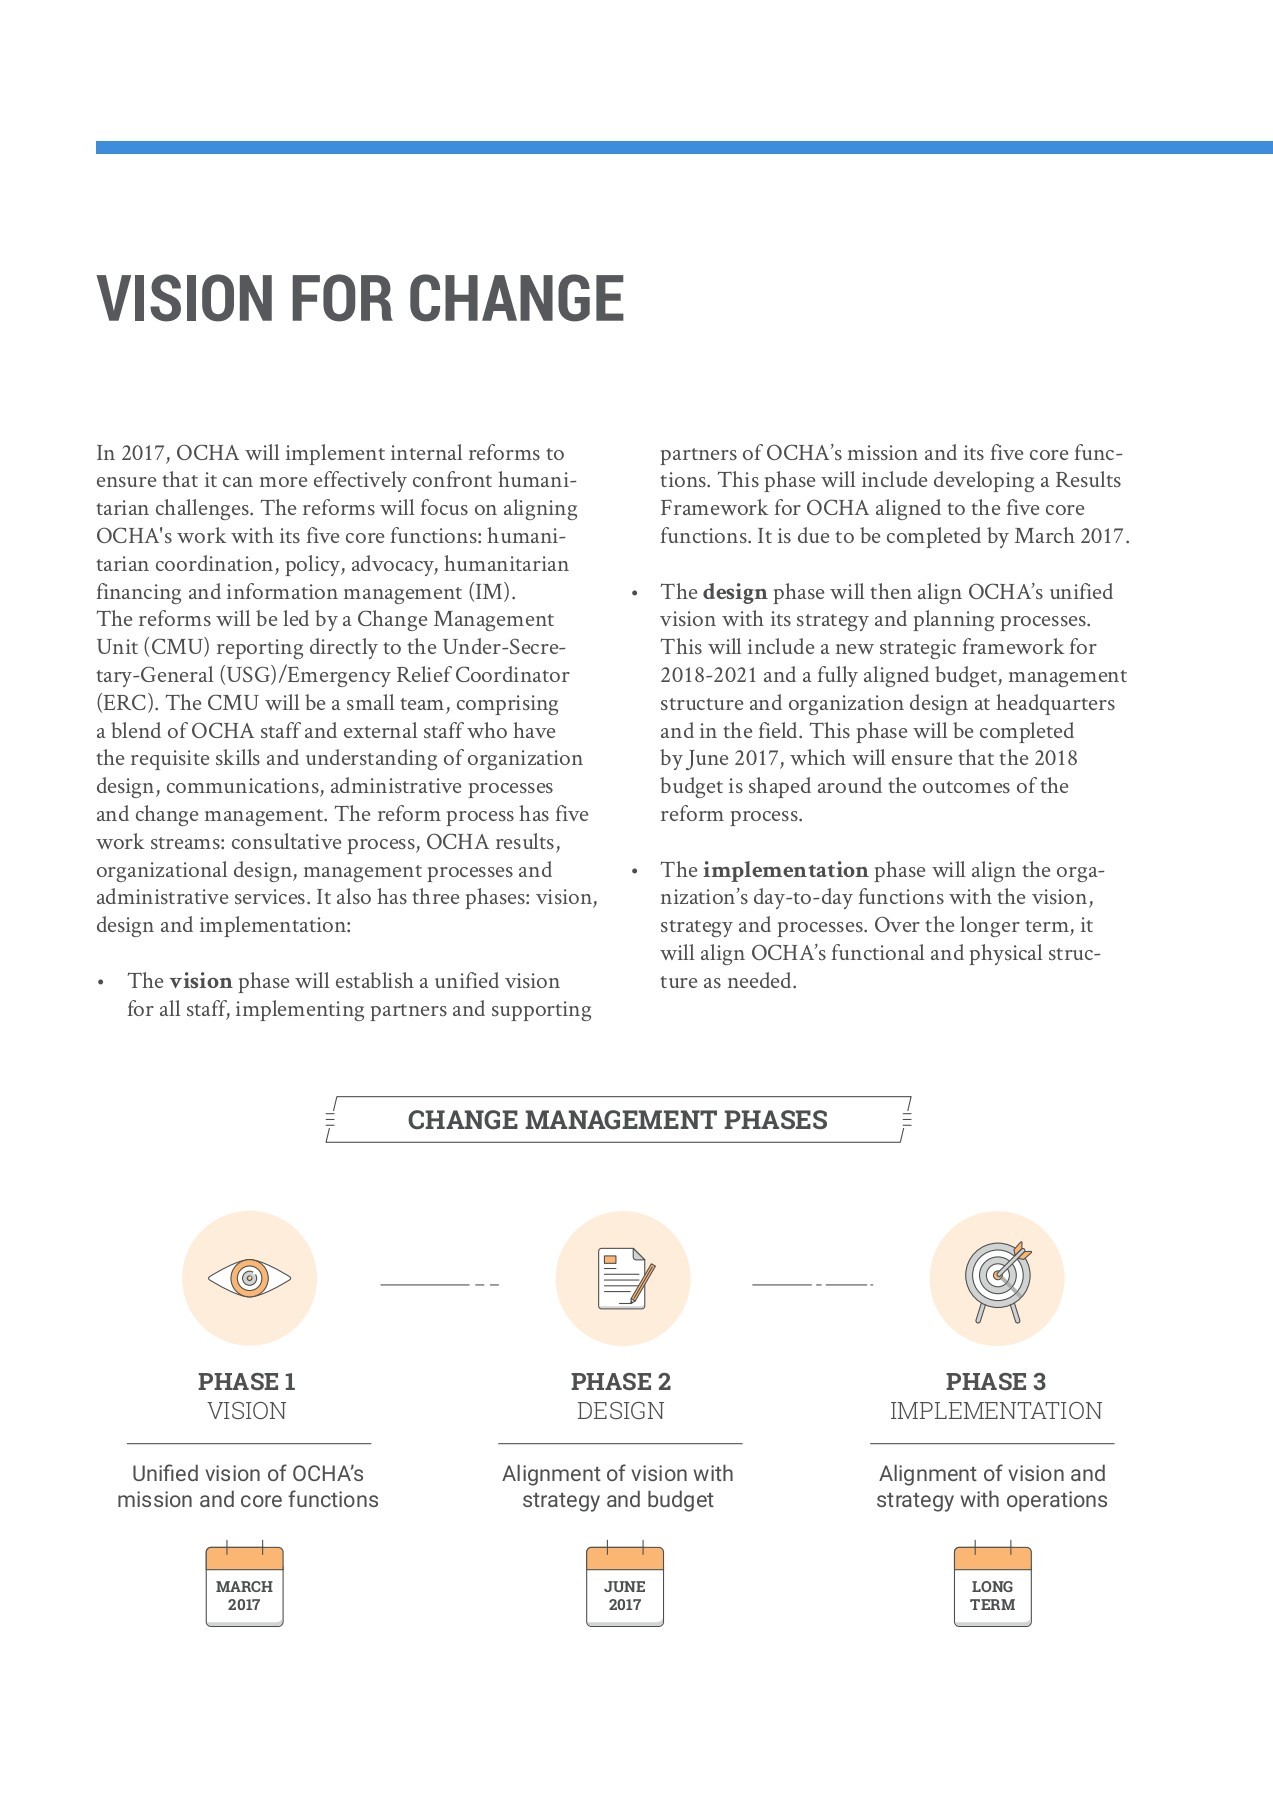 VISION FOR CHANGE
In 2017, OCHA will implement internal reforms to
ensure that it can more effectively confront humani-
tarian challenges. The reforms will focus on aligning
OCHA's work with its five core functions: humani-
tarian coordination, policy, advocacy, humanitarian
financing and information management (IM).
The reforms will be led by a Change Management
Unit (CMU) reporting directly to the Under-Secre-
tary-General (USG)/Emergency Relief Coordinator
(ERC). The CMU will be a small team, comprising
a blend of OCHA staff and external staff who have
the requisite skills and understanding of organization
design, communications, administrative processes
and change management. The reform process has five
work streams: consultative process, OCHA results,
organizational design, management processes and
administrative services. It also has three phases: vision,
design and implementation:
• The vision phase will establish a unified vision
for all staff, implementing partners and supporting
partners of OCHA’s mission and its five core func-
tions. This phase will include developing a Results
Framework for OCHA aligned to the five core
functions. It is due to be completed by March 2017.
• The design phase will then align OCHA’s unified
vision with its strategy and planning processes.
This will include a new strategic framework for
2018-2021 and a fully aligned budget, management
structure and organization design at headquarters
and in the field. This phase will be completed
by June 2017, which will ensure that the 2018
budget is shaped around the outcomes of the
reform process.
• The implementation phase will align the orga-
nization’s day-to-day functions with the vision,
strategy and processes. Over the longer term, it
will align OCHA’s functional and physical struc-
ture as needed.
CHANGE MANAGEMENT PHASES
PHASE 1
VISION
Unified vision of OCHA’s
mission and core functions
MARCH
2017
PHASE 2
DESIGN
Alignment of vision with
strategy and budget
JUNE
2017
PHASE 3
IMPLEMENTATION
Alignment of vision and
strategy with operations
LONG
TERM